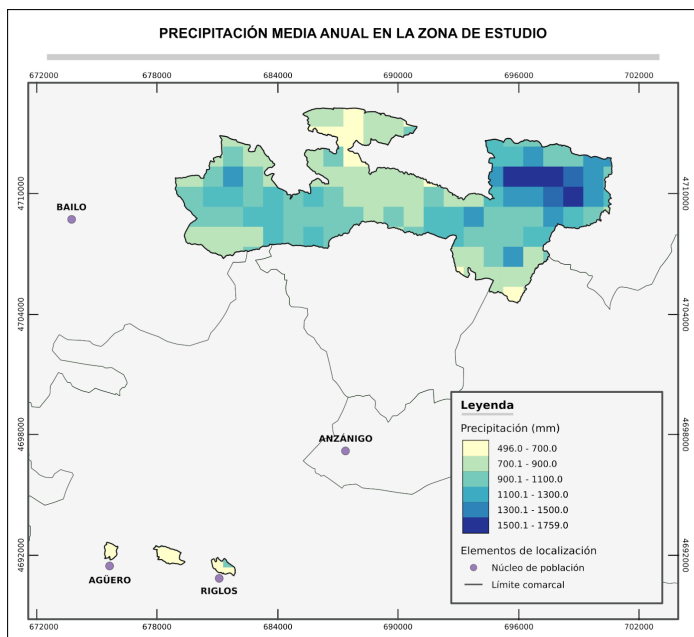 PRECIPITACIÓN MEDIA ANUAL EN LA ZONA DE ESTUDIO
672000 678000 684000 690000 696000 702000
4710000 4710000
BAILO
4704000 4704000
Leyenda
Precipitación (mm)
496.0 - 700.0
700.1 - 900.0
900.1 - 1100.0
1100.1 - 1300.0
1300.1 - 1500.0
1500.1 - 1759.0
Elementos de localización
Núcleo de población
Límite comarcal
4698000 4698000
ANZÁNIGO
4692000 4692000
AGÜERO
RIGLOS
672000 678000 684000 690000 696000 702000